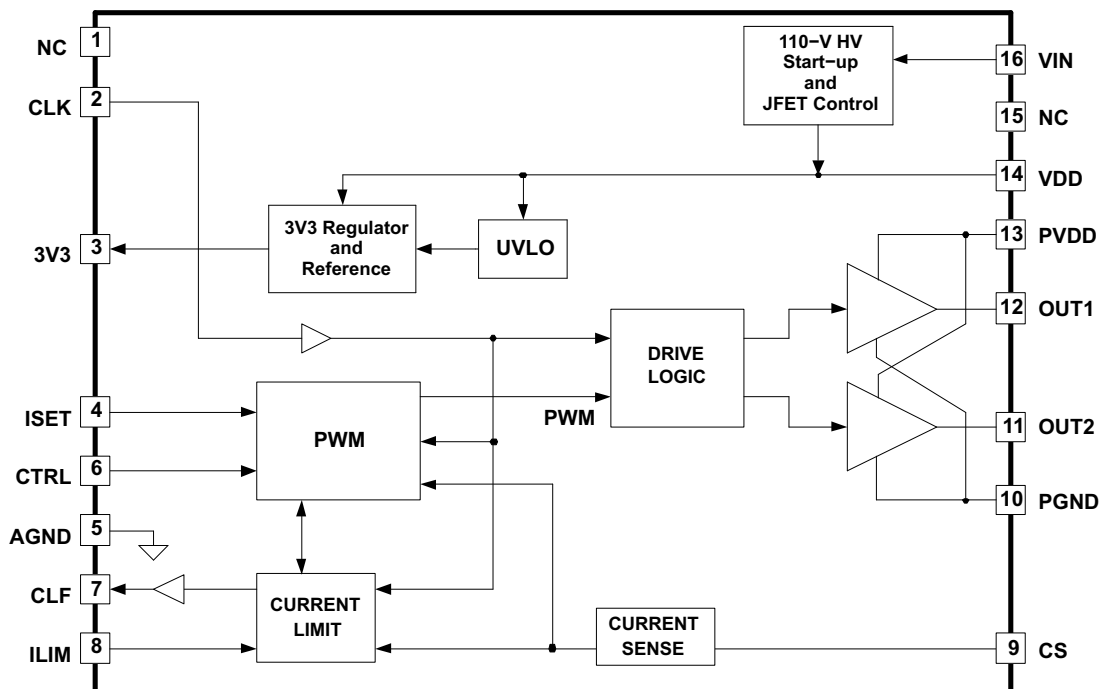 NC 1
CLK 2
3V3 3
ISET 4
CTRL 6
AGND 5
CLF 7
ILIM 8
110−V HV
Start−up
and
JFET Control
3V3 Regulator
and
Reference
UVLO
DRIVE
LOGIC
PWM
PWM
CURRENT
LIMIT
CURRENT
SENSE
16 VIN
15 NC
14 VDD
13 PVDD
12 OUT1
11 OUT2
10 PGND
9 CS